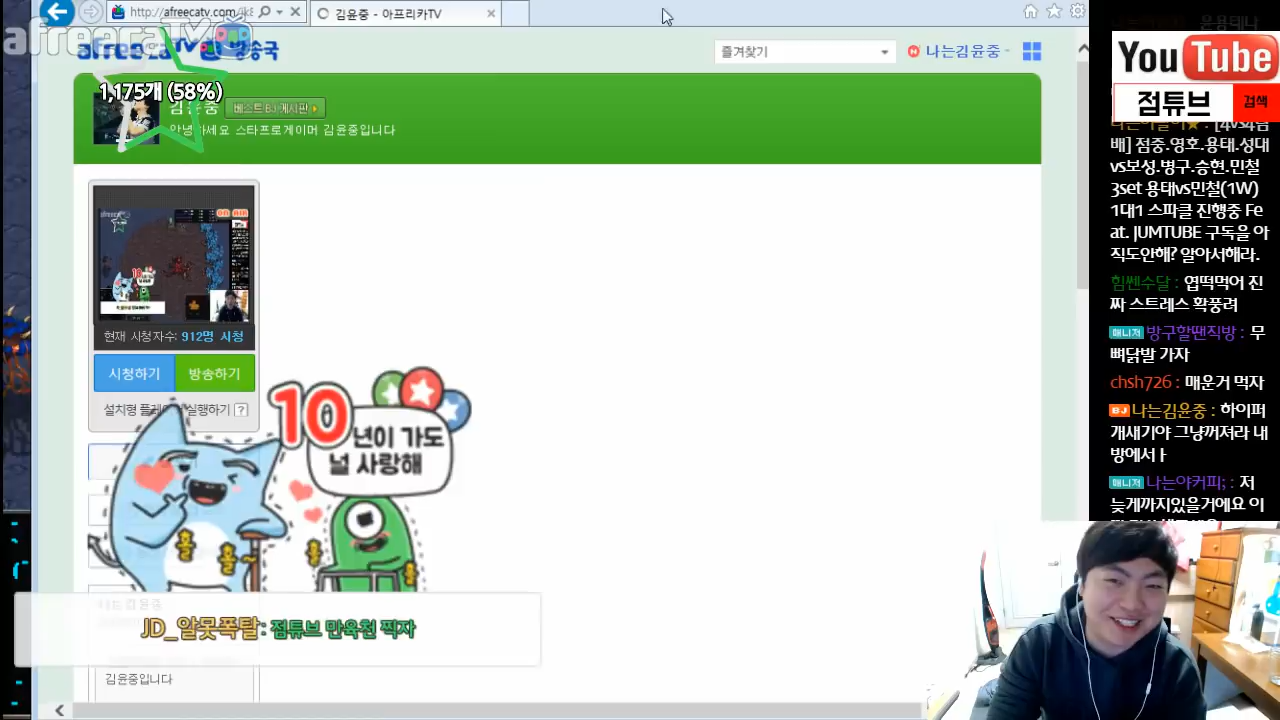 http://afreecatv.com/
김윤중 - 아프리카TV
afreecaTV
afreecaTV 방송국
즐겨찾기
나는김윤중
1,175개 (58%)
김윤중
베스트 BJ 게시판
안녕하세요 스타프로게이머 김윤중입니다
ON AIR
현재 시청자수: 912명 시청
시청하기
방송하기
설치형 플레이어 실행하기 ?
10년이 가도
널 사랑해
홀
홀~
홀
홀
JD_알못폭탈: 점튜브 만육천 찍자
김윤중입니다
YouTube
점튜브
검색
배] 점중.영호.용태.성대
vs보성.병구.승현.민철
3set 용태vs민철(1W)
1대1 스파클 진행중 Fe
at. JUMTUBE 구독을 아
직도안해? 알아서해라.
힘쎈수달 : 엽떡먹어 진
짜 스트레스 확풍려
매니저 방구할땐직방 : 무
뼈닭발 가자
chsh726 : 매운거 먹자
BJ 나는김윤중 : 하이퍼
개새기야 그냥꺼져라 내
방에서ㅏ
매니저 나는야커피; : 저
늦게까지있을거에요 이